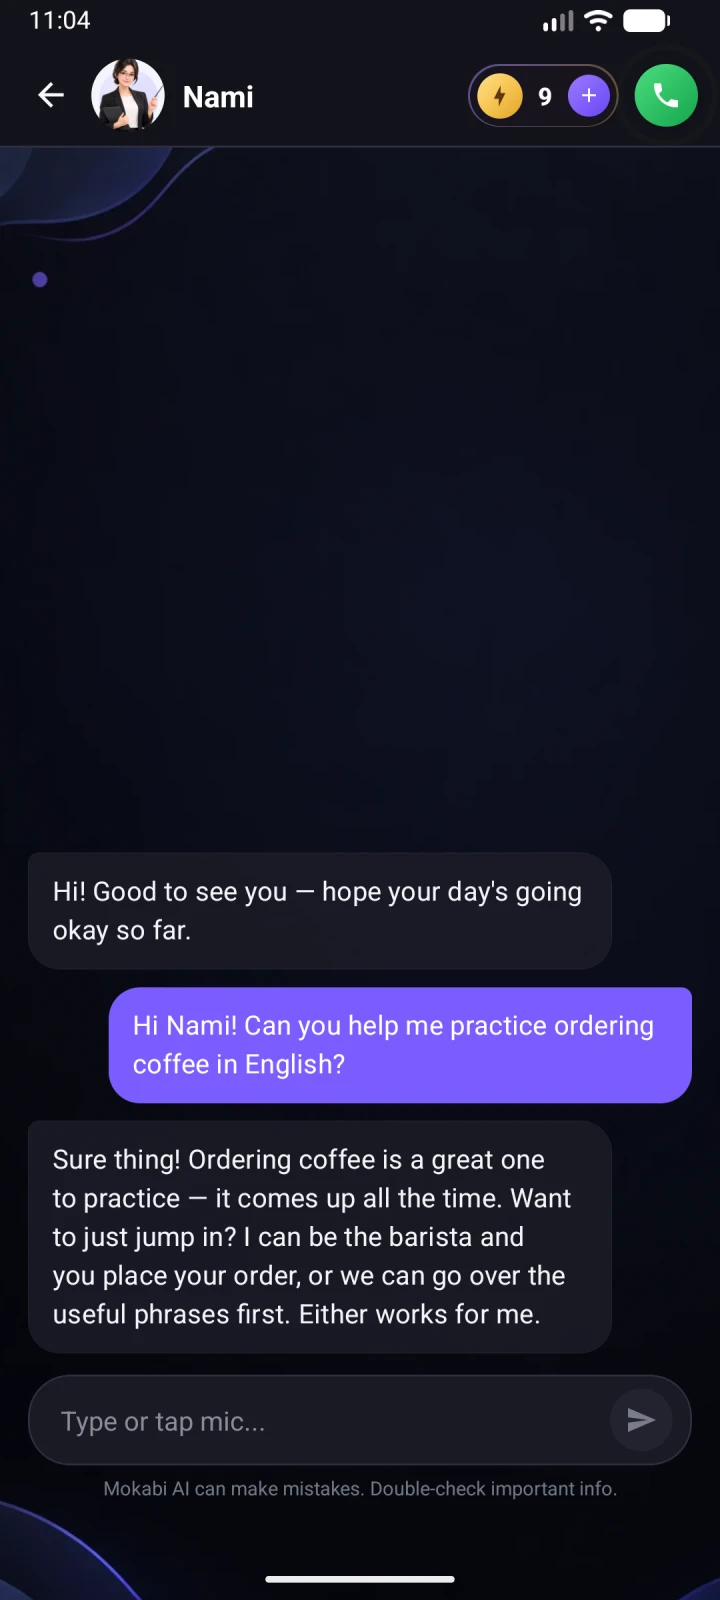 11:04
Nami
9
Hi! Good to see you — hope your day's going
okay so far.
Hi Nami! Can you help me practice ordering
coffee in English?
Sure thing! Ordering coffee is a great one
to practice — it comes up all the time. Want
to just jump in? I can be the barista and
you place your order, or we can go over the
useful phrases first. Either works for me.
Type or tap mic...
Mokabi AI can make mistakes. Double-check important info.